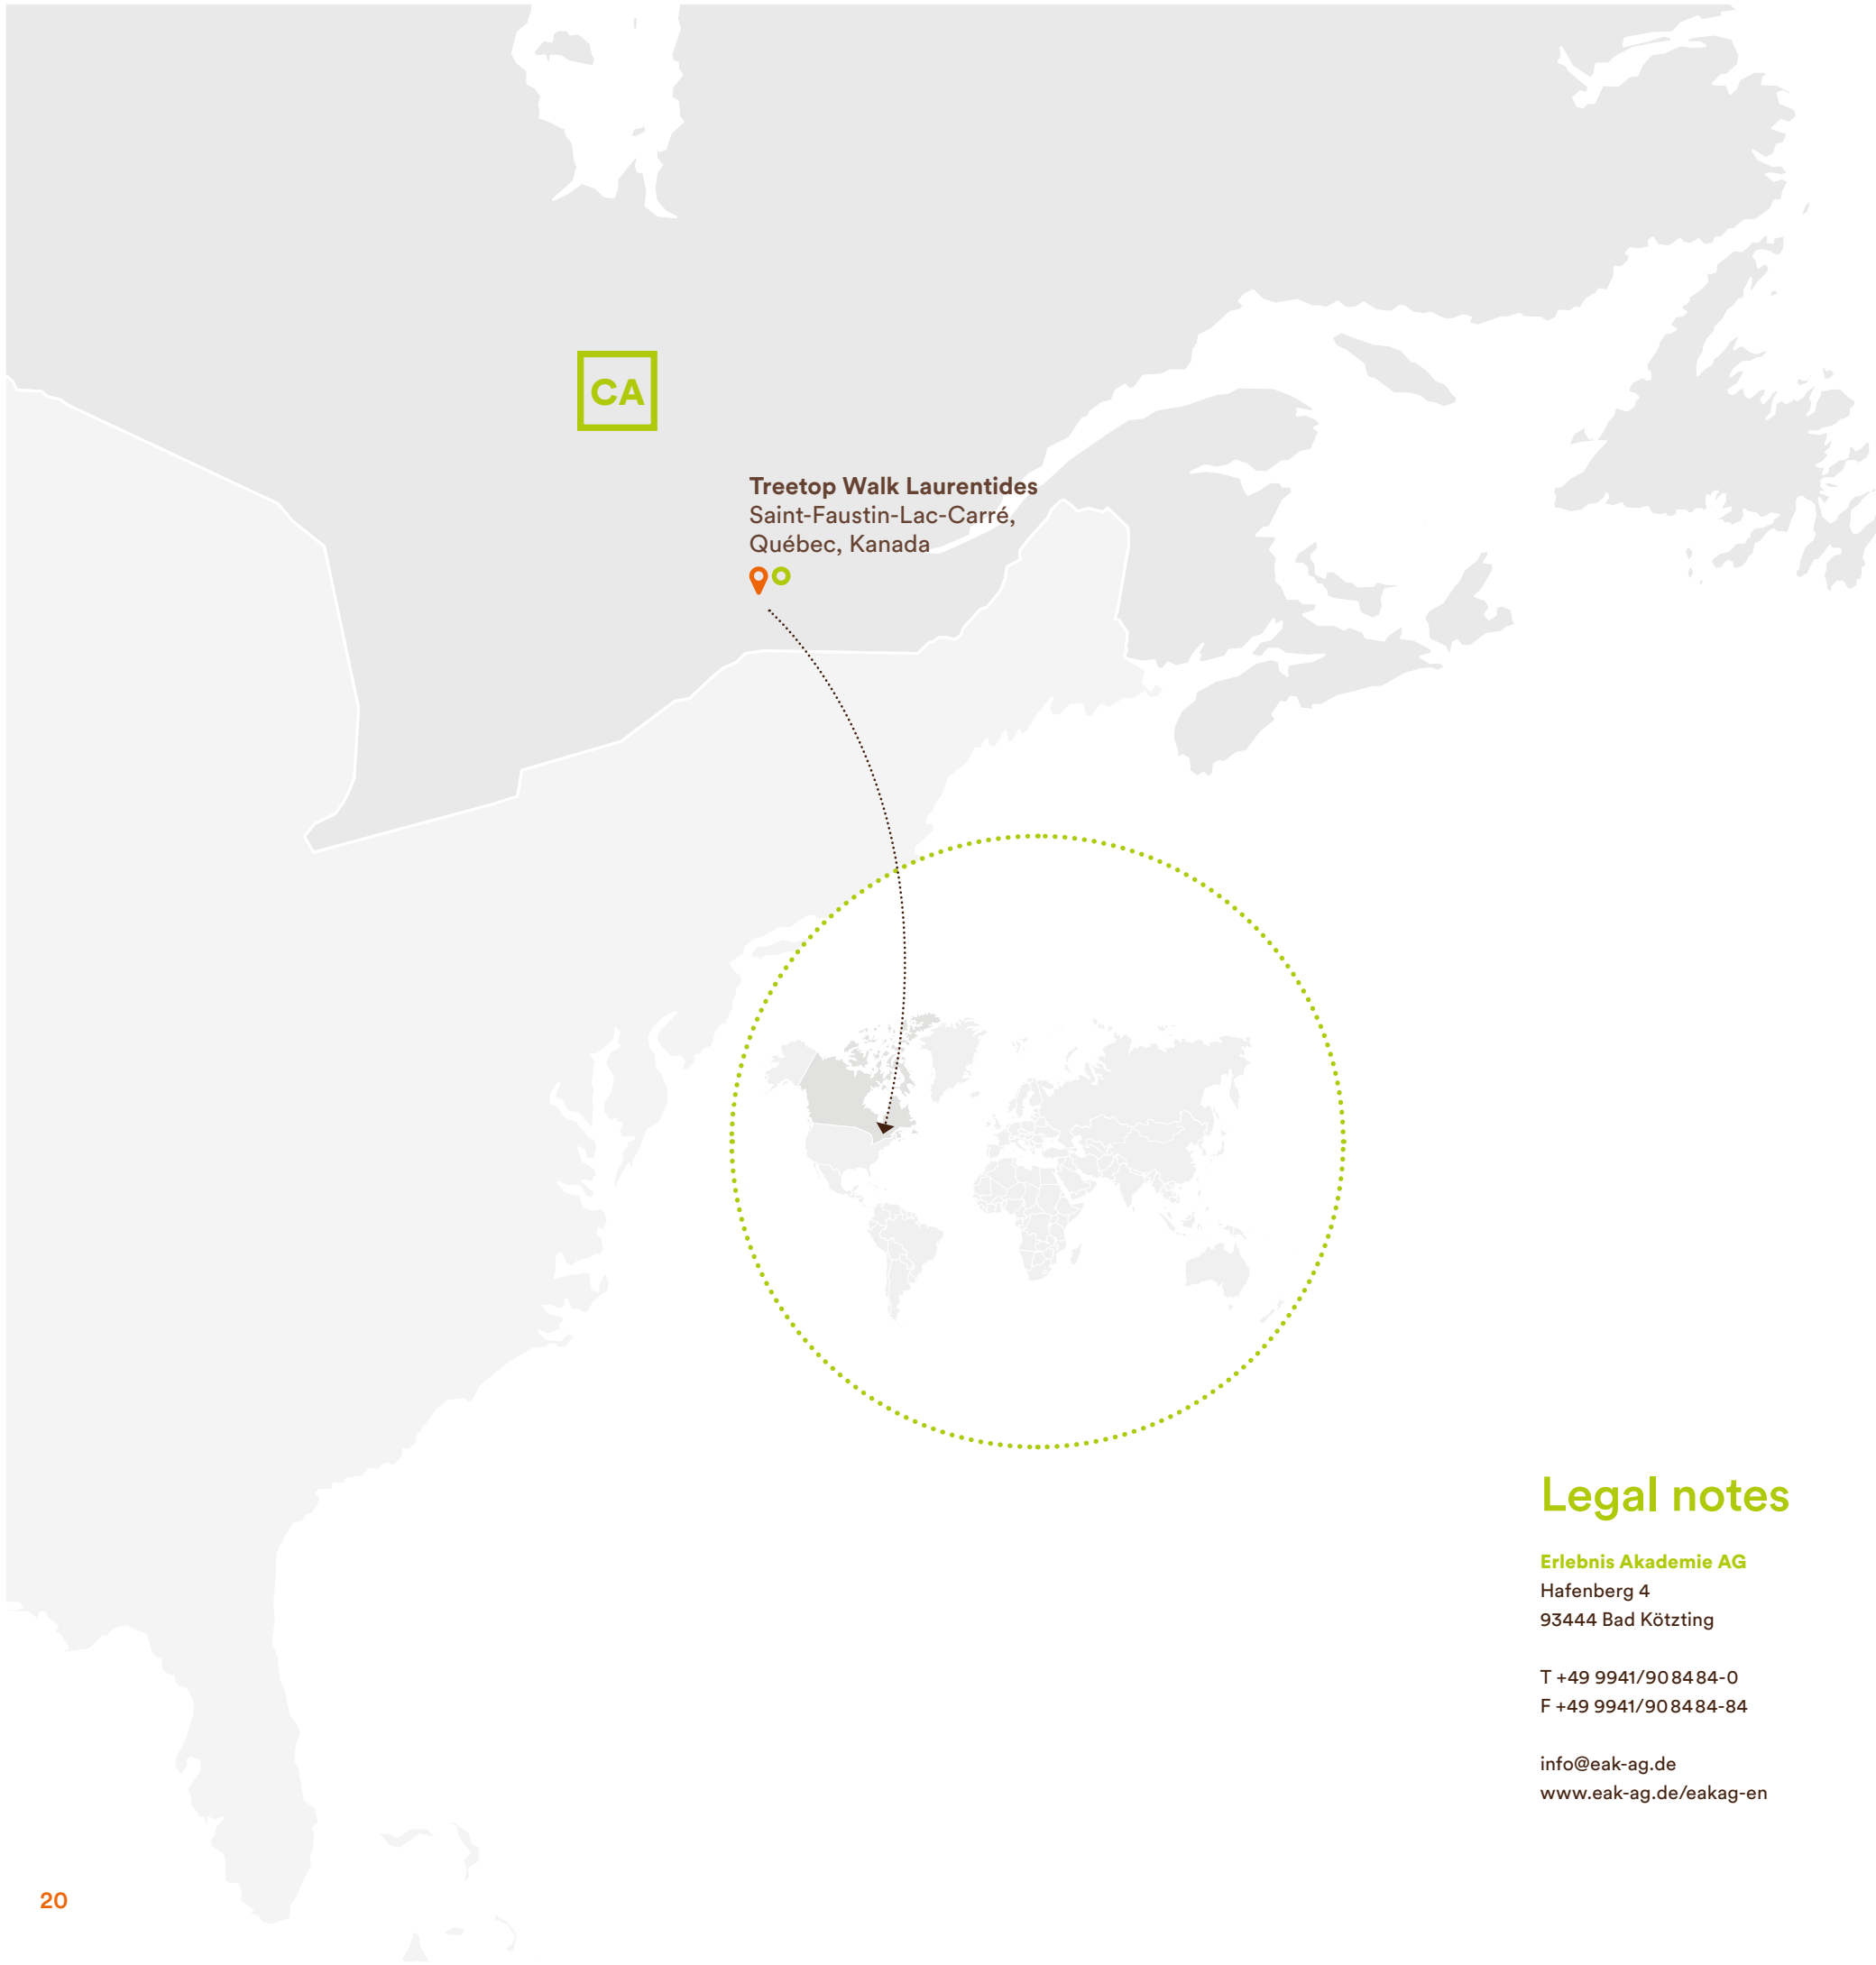 CA
Treetop Walk Laurentides
Saint-Faustin-Lac-Carré,
Québec, Kanada
Legal notes
Erlebnis Akademie AG
Hafenberg 4
93444 Bad Kötzting
T +49 9941/908484-0
F +49 9941/908484-84
info@eak-ag.de
www.eak-ag.de/eakag-en
20